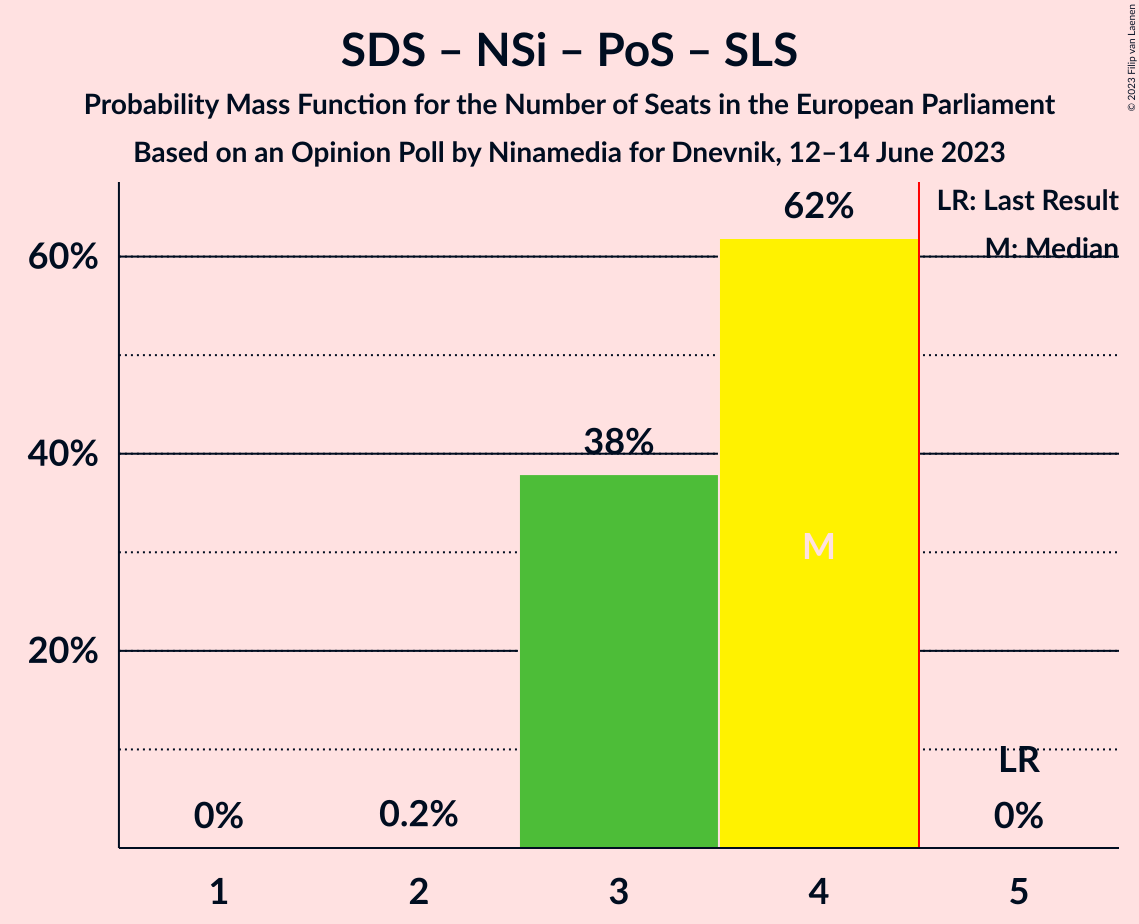 SDS – NSi – PoS – SLS
Probability Mass Function for the Number of Seats in the European Parliament
Based on an Opinion Poll by Ninamedia for Dnevnik, 12–14 June 2023
© 2023 Filip van Laenen
LR: Last Result
M: Median
62%
60%
38%
40%
M
20%
LR
0%
0.2%
0%
1
2
3
4
5